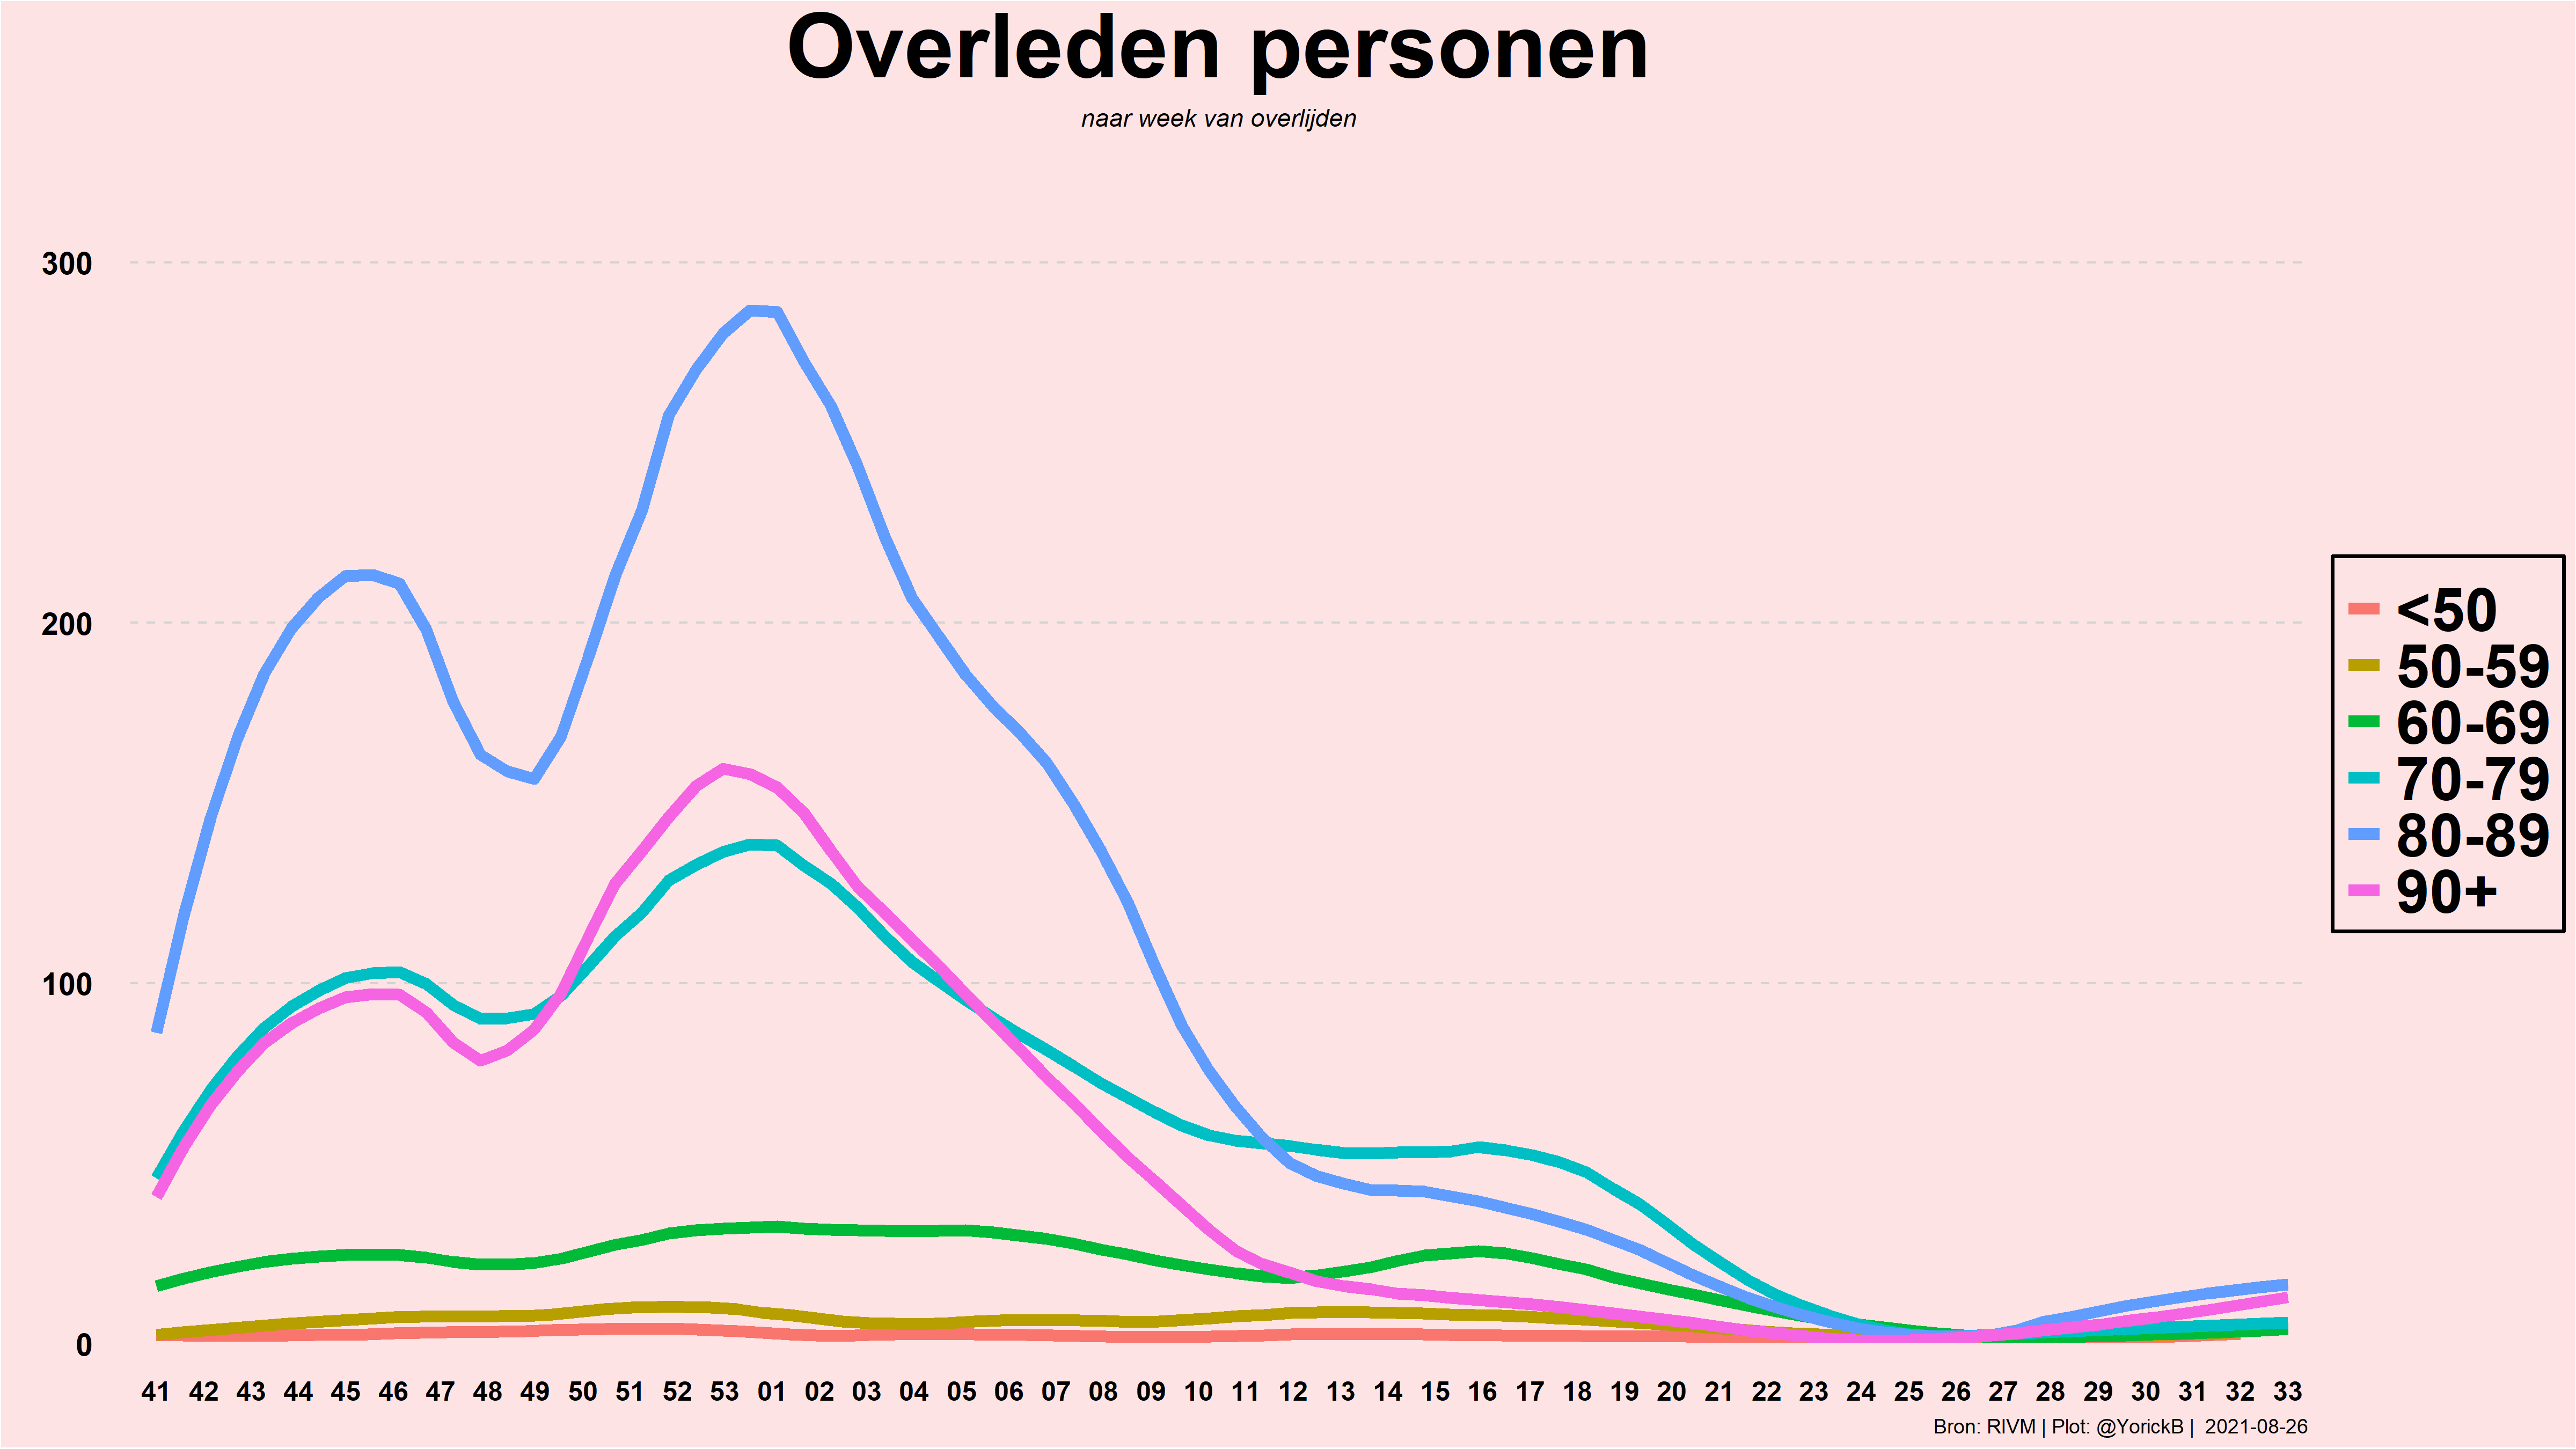 Overleden personen
naar week van overlijden
300
200
100
0
<50
50-59
60-69
70-79
80-89
90+
41 42 43 44 45 46 47 48 49 50 51 52 53 01 02 03 04 05 06 07 08 09 10 11 12 13 14 15 16 17 18 19 20 21 22 23 24 25 26 27 28 29 30 31 32 33
Bron: RIVM | Plot: @YorickB | 2021-08-26